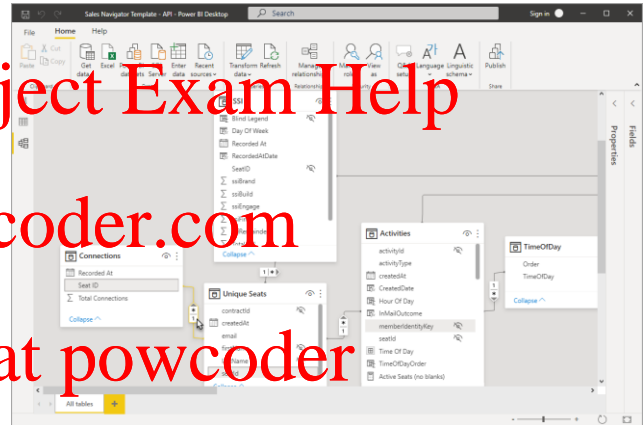 Sales Navigator Template - API - Power BI Desktop
Search
Sign in
File Home Help
Cut
Copy
Paste
Get data
Excel
Server
Enter data
Recent sources
Transform data
Refresh
View as
Language
Linguistic schema
Publish
Share
ject Exam Help
SSI
Blind Legend
Day Of Week
Recorded At
RecordedAtDate
SeatID
ssiBrand
ssiBuild
ssiEngage
Collapse
Properties
Fields
coder.com
Connections
Recorded At
Seat ID
Total Connections
Collapse
1
Unique Seats
contractId
createdAt
email
1
Activities
activityId
activityType
createdAt
CreatedDate
Hour Of Day
InMailOutcome
memberIdentityKey
seatId
Time Of Day
TimeOfDayOrder
Active Seats (no blanks)
1
1
TimeOfDay
Order
TimeOfDay
Collapse
at powcoder
All tables